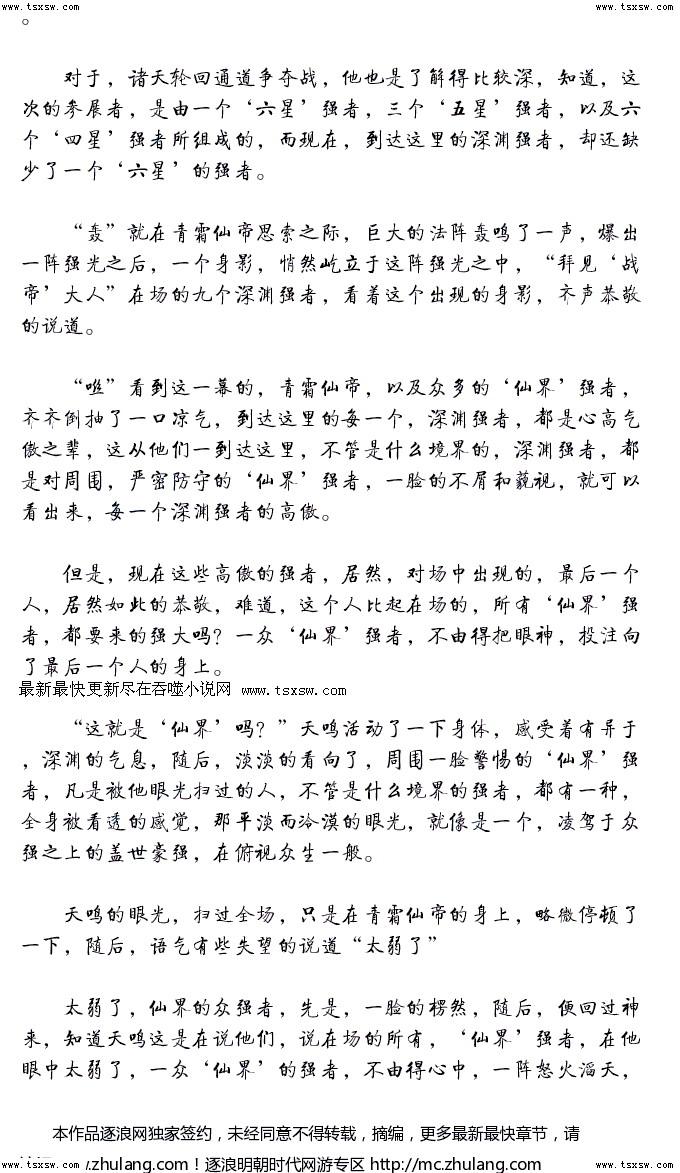 www.tsxsw.com www.tsxsw.com
。
对于，诸天轮回通道争夺战，他也是了解得比较深，知道，这
次的参展者，是由一个‘六星’强者，三个‘五星’强者，以及六
个‘四星’强者所组成的，而现在，到达这里的深渊强者，却还缺
少了一个‘六星’的强者。
“轰”就在青霜仙帝思索之际，巨大的法阵轰鸣了一声，爆出
一阵强光之后，一个身影，悄然屹立于这阵强光之中，“拜见‘战
帝’大人”在场的九个深渊强者，看着这个出现的身影，齐声恭敬
的说道。
“咝”看到这一幕的，青霜仙帝，以及众多的‘仙界’强者，
齐齐倒抽了一口凉气，到达这里的每一个，深渊强者，都是心高气
傲之辈，这从他们一到达这里，不管是什么境界的，深渊强者，都
是对周围，严密防守的‘仙界’强者，一脸的不屑和藐视，就可以
看出来，每一个深渊强者的高傲。
但是，现在这些高傲的强者，居然，对场中出现的，最后一个
人，居然如此的恭敬，难道，这个人比起在场的，所有‘仙界’强
者，都要来的强大吗？一众‘仙界’强者，不由得把眼神，投注向
了最后一个人的身上。
最新最快更新尽在吞噬小说网 www.tsxsw.com
“这就是‘仙界’吗？”天鸣活动了一下身体，感受着有异于
，深渊的气息，随后，淡淡的看向了，周围一脸警惕的‘仙界’强
者，凡是被他眼光扫过的人，不管是什么境界的强者，都有一种，
全身被看透的感觉，那平淡而冷漠的眼光，就像是一个，凌驾于众
强之上的盖世豪强，在俯视众生一般。
天鸣的眼光，扫过全场，只是在青霜仙帝的身上，略微停顿了
一下，随后，语气有些失望的说道“太弱了”
太弱了，仙界的众强者，先是，一脸的楞然，随后，便回过神
来，知道天鸣这是在说他们，说在场的所有，‘仙界’强者，在他
眼中太弱了，一众‘仙界’的强者，不由得心中，一阵怒火滔天，
本作品逐浪网独家签约，未经同意不得转载，摘编，更多最新最快章节，请
www.zhulang.com！逐浪明朝时代网游专区 http://mc.zhulang.com/
www.tsxsw.com www.tsxsw.com